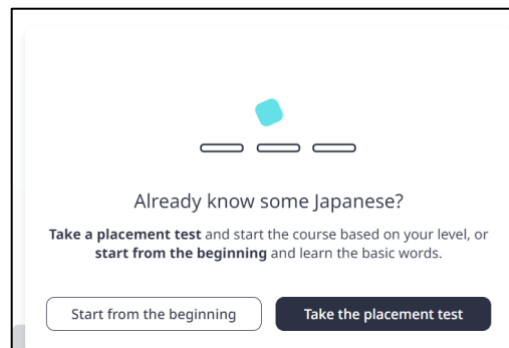 Already know some Japanese?
Take a placement test and start the course based on your level, or
start from the beginning and learn the basic words.
Start from the beginning
Take the placement test